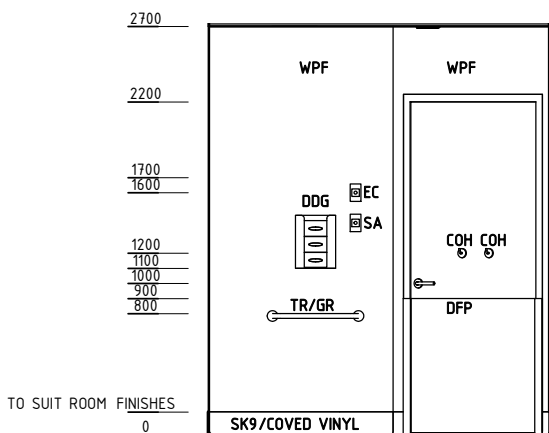 2700
WPF WPF
2200
1700
1600 EC
DDG
SA
1200 COH COH
1100
1000
900
800 TR/GR DFP
TO SUIT ROOM FINISHES
0 SK9/COVED VINYL